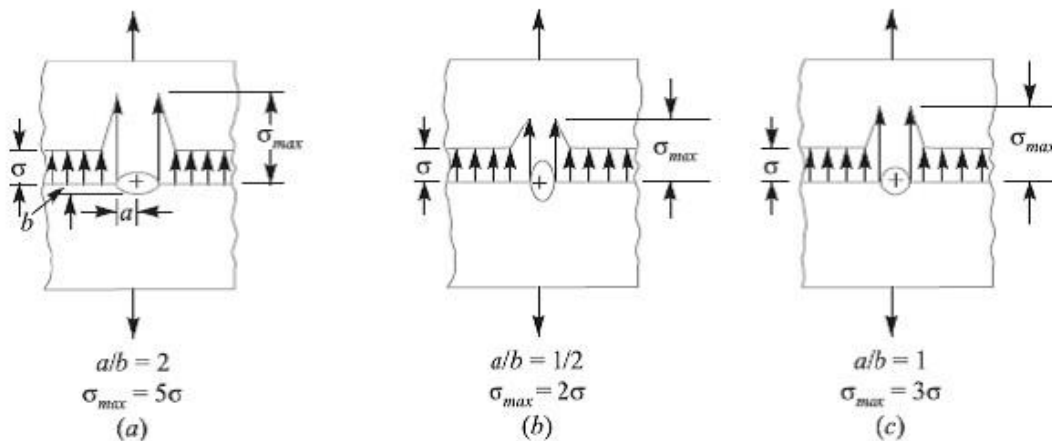 σ
σmax
b
a
a/b = 2
σmax = 5σ
(a)
σ
σmax
a/b = 1/2
σmax = 2σ
(b)
σ
σmax
a/b = 1
σmax = 3σ
(c)